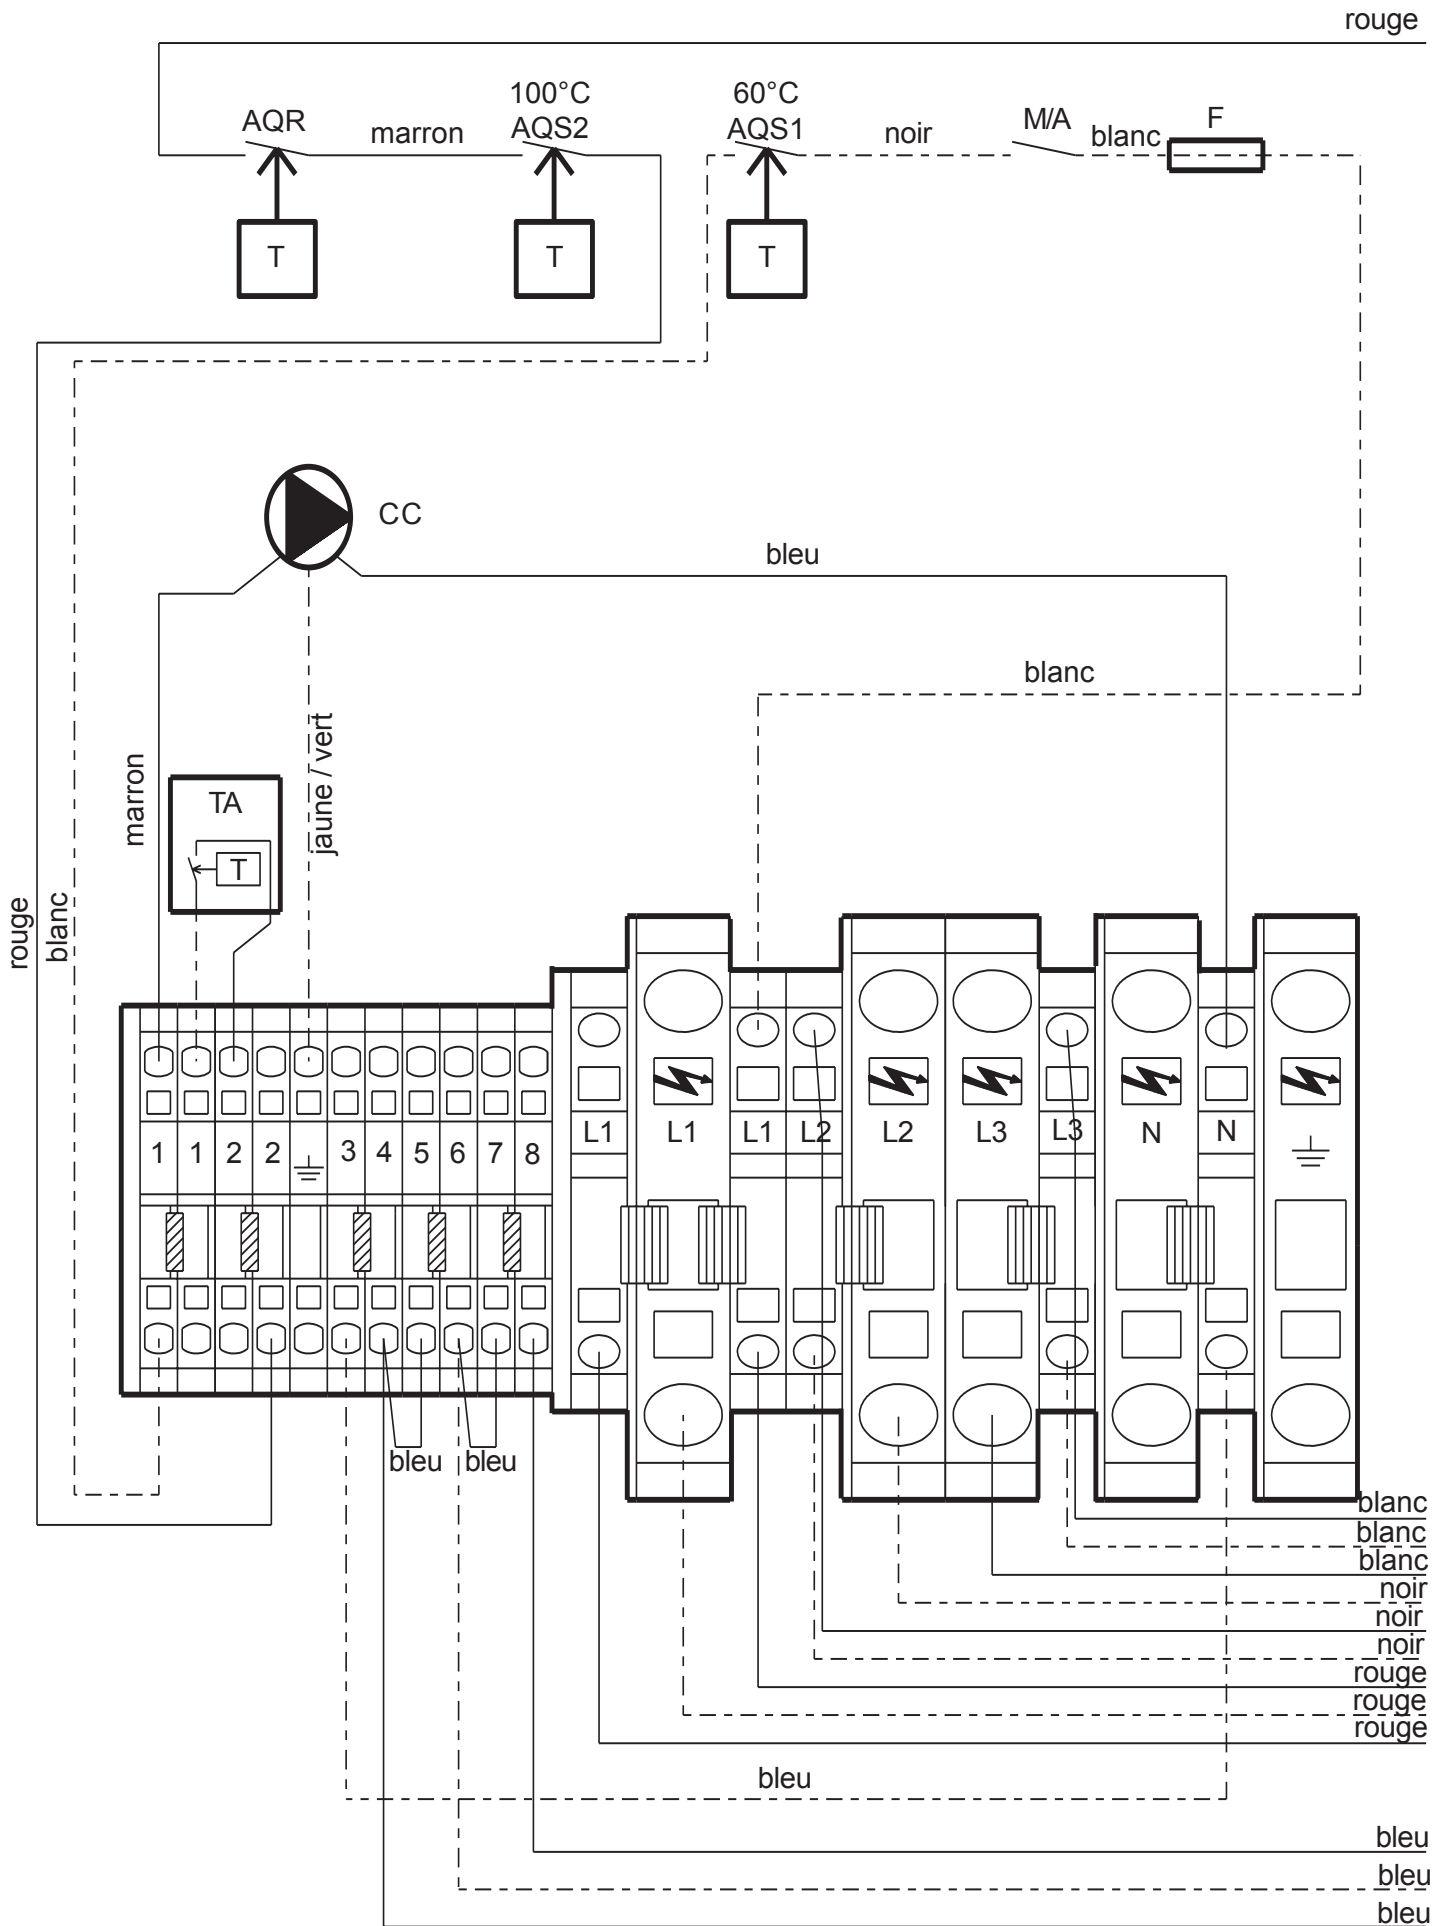 rouge
100°C
60°C
AQR
marron
AQS2
AQS1
noir
M/A
blanc
F
T
T
T
CC
bleu
blanc
marron
jaune / vert
TA
T
rouge
blanc
1 1 2 2 3 4 5 6 7 8
L1 L1 L1 L2 L2 L3 L3 N N
bleu bleu
blanc
blanc
blanc
noir
noir
noir
rouge
rouge
rouge
bleu
bleu
bleu
bleu